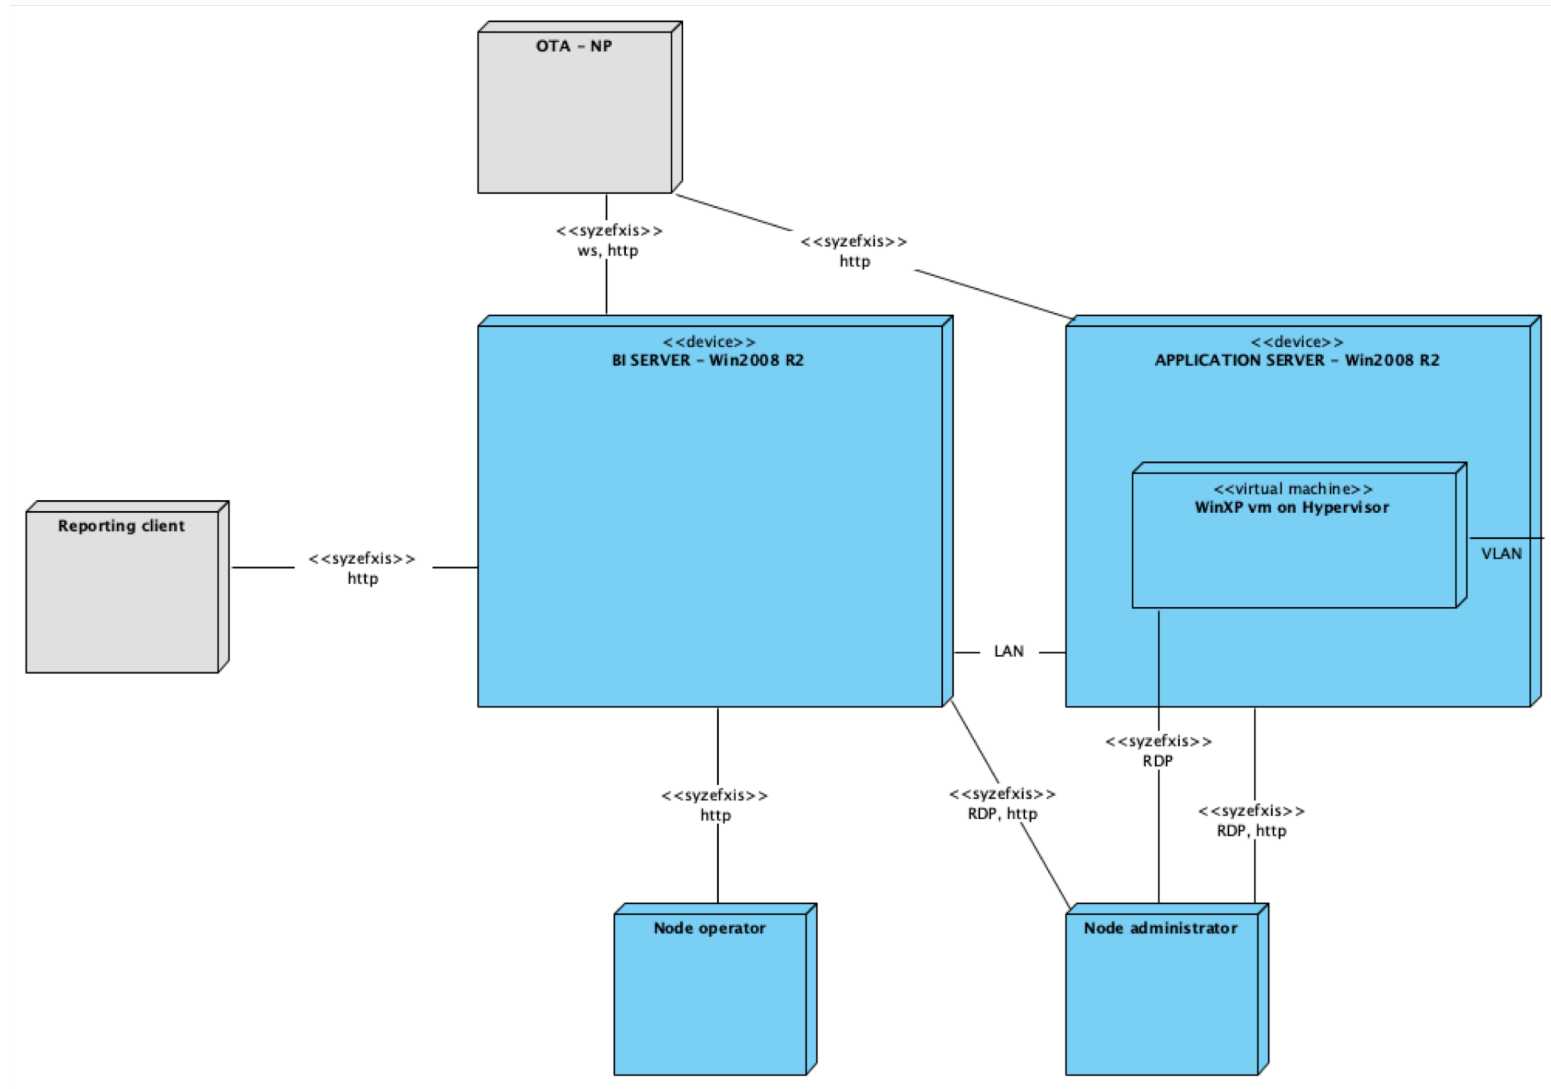 OTA – NP
<<syzefxis>>
ws, http
<<syzefxis>>
http
<<device>>
BI SERVER – Win2008 R2
<<device>>
APPLICATION SERVER – Win2008 R2
<<virtual machine>>
WinXP vm on Hypervisor
VLAN
Reporting client
<<syzefxis>>
http
LAN
<<syzefxis>>
RDP
<<syzefxis>>
http
<<syzefxis>>
RDP, http
<<syzefxis>>
RDP, http
Node operator
Node administrator